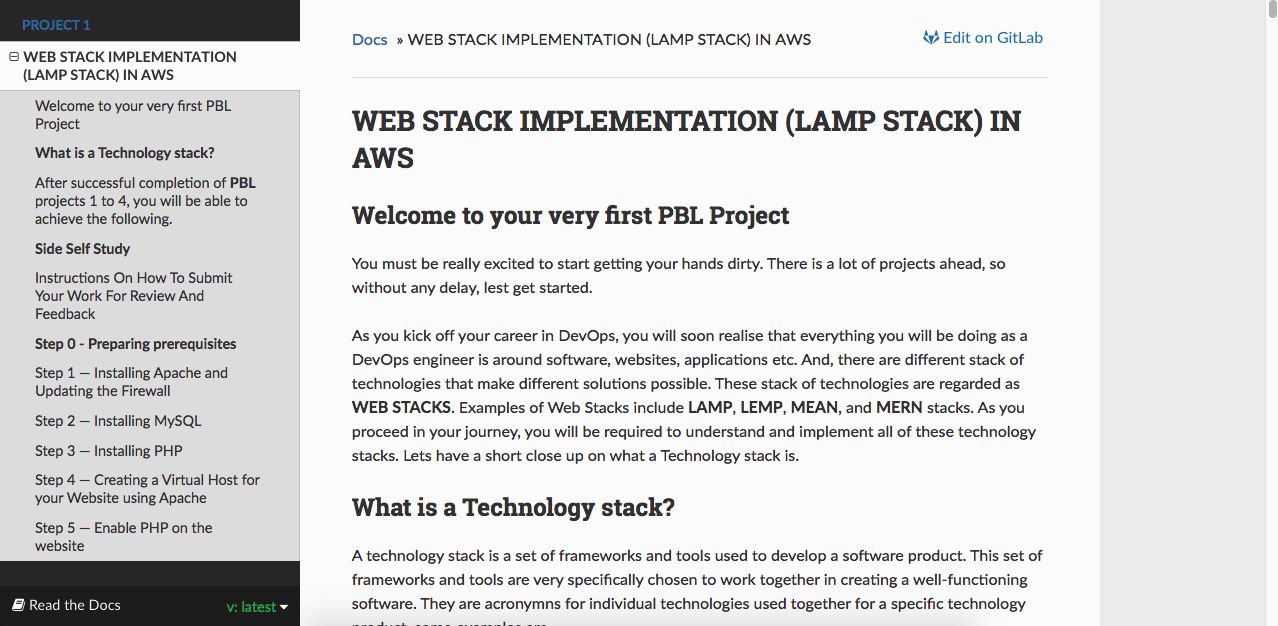 PROJECT 1
WEB STACK IMPLEMENTATION
(LAMP STACK) IN AWS
Welcome to your very first PBL
Project
What is a Technology stack?
After successful completion of PBL
projects 1 to 4, you will be able to
achieve the following.
Side Self Study
Instructions On How To Submit
Your Work For Review And
Feedback
Step 0 - Preparing prerequisites
Step 1 — Installing Apache and
Updating the Firewall
Step 2 — Installing MySQL
Step 3 — Installing PHP
Step 4 — Creating a Virtual Host for
your Website using Apache
Step 5 — Enable PHP on the
website
Read the Docs
v: latest
Docs » WEB STACK IMPLEMENTATION (LAMP STACK) IN AWS
Edit on GitLab
WEB STACK IMPLEMENTATION (LAMP STACK) IN
AWS
Welcome to your very first PBL Project
You must be really excited to start getting your hands dirty. There is a lot of projects ahead, so
without any delay, lest get started.
As you kick off your career in DevOps, you will soon realise that everything you will be doing as a
DevOps engineer is around software, websites, applications etc. And, there are different stack of
technologies that make different solutions possible. These stack of technologies are regarded as
WEB STACKS. Examples of Web Stacks include LAMP, LEMP, MEAN, and MERN stacks. As you
proceed in your journey, you will be required to understand and implement all of these technology
stacks. Lets have a short close up on what a Technology stack is.
What is a Technology stack?
A technology stack is a set of frameworks and tools used to develop a software product. This set of
frameworks and tools are very specifically chosen to work together in creating a well-functioning
software. They are acronymns for individual technologies used together for a specific technology